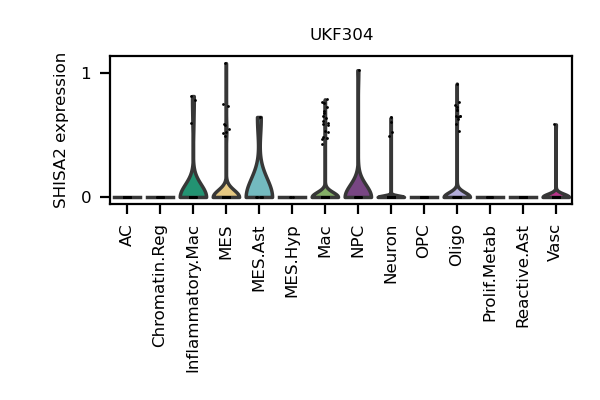 UKF304
SHISA2 expression
1
0
AC
Chromatin.Reg
Inflammatory.Mac
MES
MES.Ast
MES.Hyp
Mac
NPC
Neuron
OPC
Oligo
Prolif.Metab
Reactive.Ast
Vasc